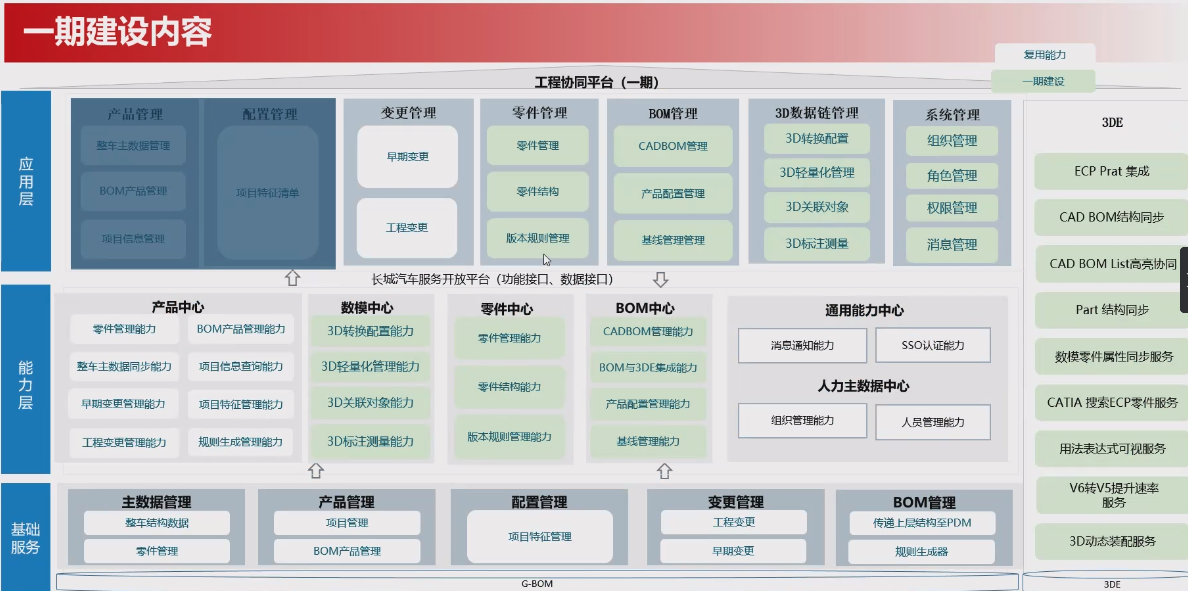 一期建设内容
复用能力
一期建设
工程协同平台（一期）
应用层
产品管理
整车主数据管理
BOM产品管理
项目信息管理
配置管理
项目特征清单
变更管理
早期变更
工程变更
零件管理
零件管理
零件结构
版本规则管理
BOM管理
CADBOM管理
产品配置管理
基线管理管理
3D数据链管理
3D转换配置
3D轻量化管理
3D关联对象
3D标注测量
系统管理
组织管理
角色管理
权限管理
消息管理
长城汽车服务开放平台（功能接口、数据接口）
能力层
产品中心
零件管理能力
BOM产品管理能力
整车主数据同步能力
项目信息查询能力
早期变更管理能力
项目特征管理能力
工程变更管理能力
规则生成管理能力
数模中心
3D转换配置能力
3D轻量化管理能力
3D关联对象能力
3D标注测量能力
零件中心
零件管理能力
零件结构能力
版本规则管理能力
BOM中心
CADBOM管理能力
BOM与3DE集成能力
产品配置管理能力
基线管理能力
通用能力中心
消息通知能力
SSO认证能力
人力主数据中心
组织管理能力
人员管理能力
基础服务
主数据管理
整车结构数据
零件管理
产品管理
项目管理
BOM产品管理
配置管理
项目特征管理
变更管理
工程变更
早期变更
BOM管理
传递上层结构至PDM
规则生成器
G-BOM
3DE
ECP Prat 集成
CAD BOM结构同步
CAD BOM List高亮协同
Part 结构同步
数模零件属性同步服务
CATIA 搜索ECP零件服务
用法表达式可视服务
V6转V5提升速率
服务
3D动态装配服务
3DE